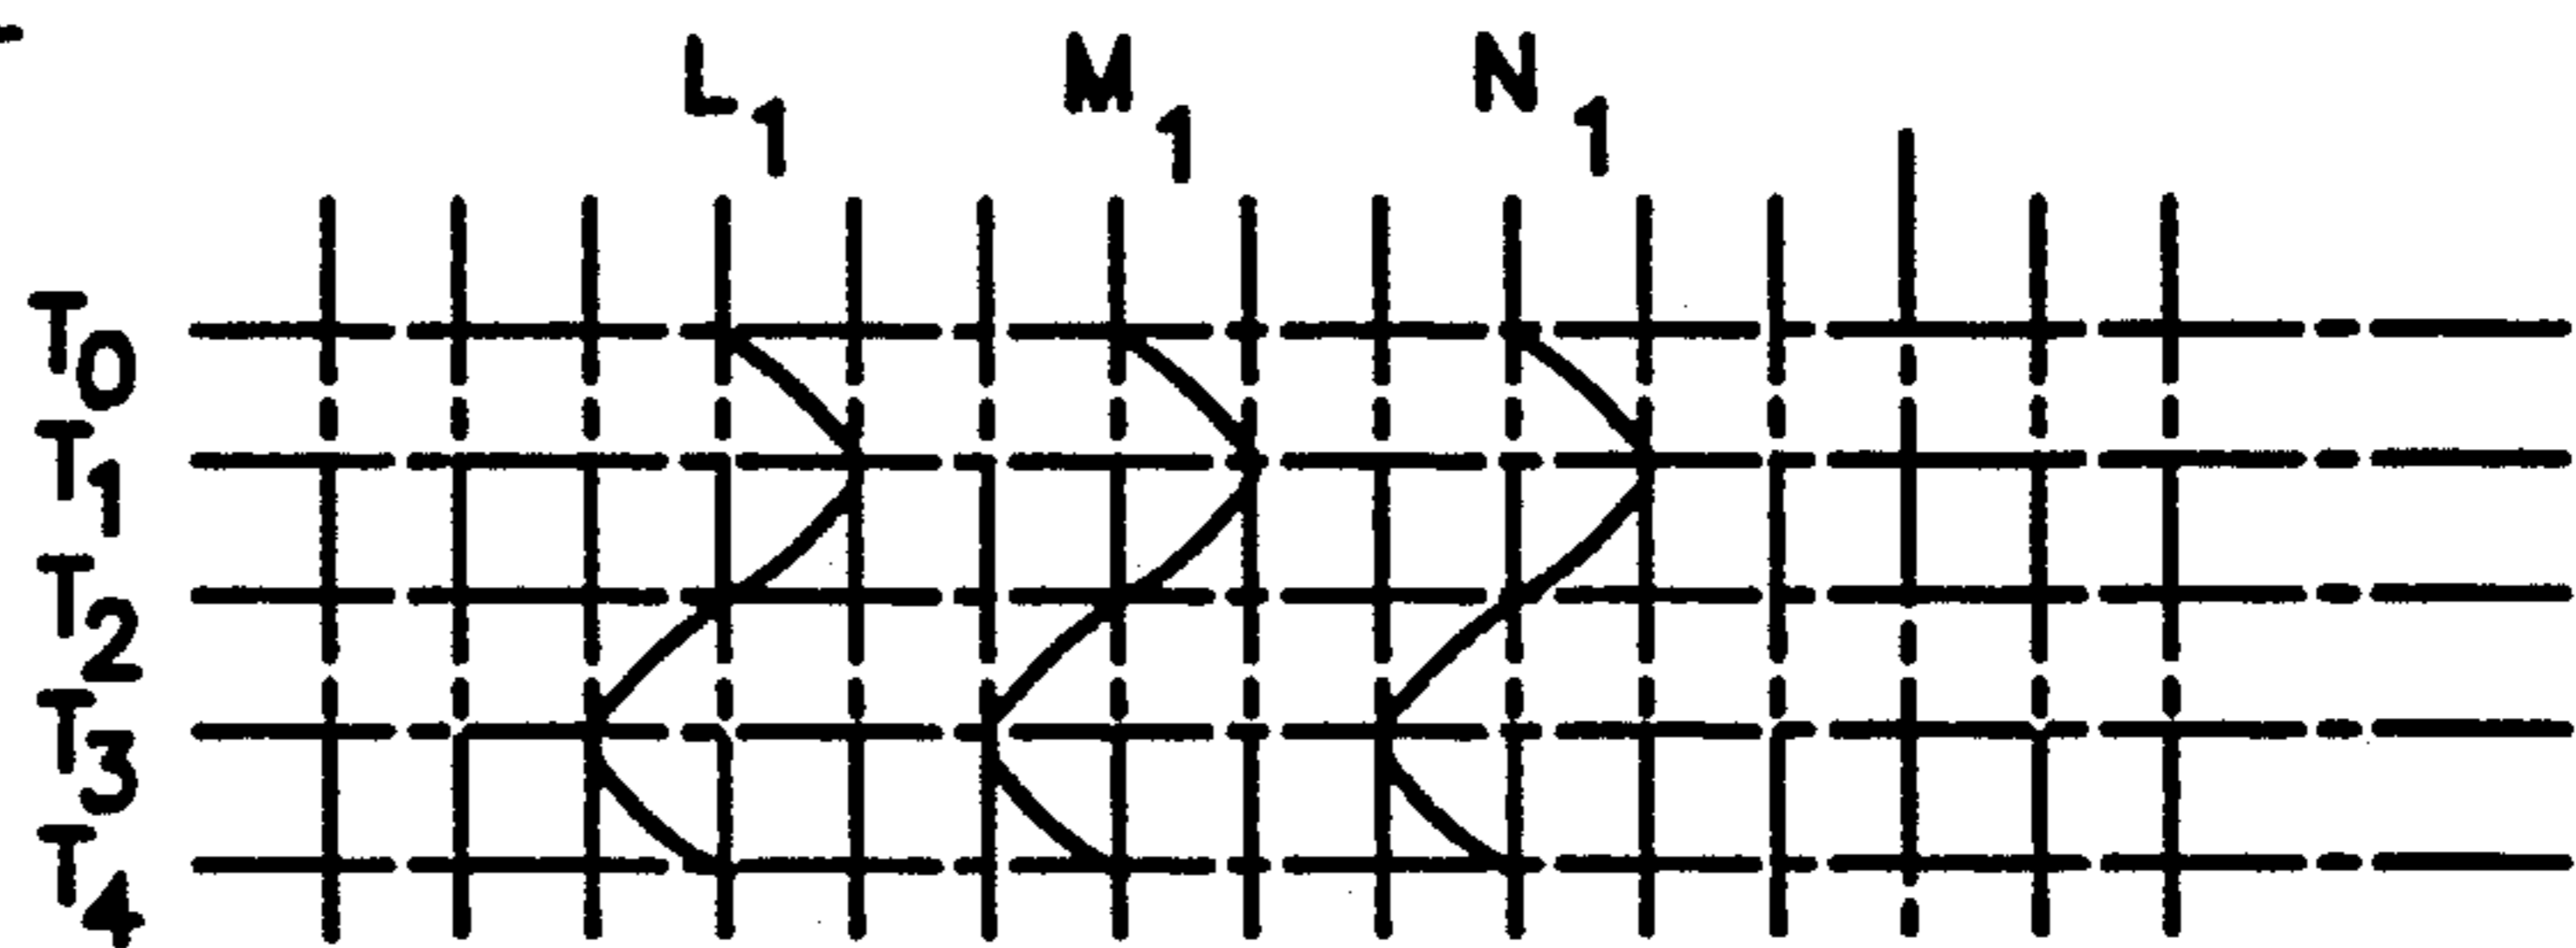 L₁ M₁ N₁
T₀
T₁
T₂
T₃
T₄